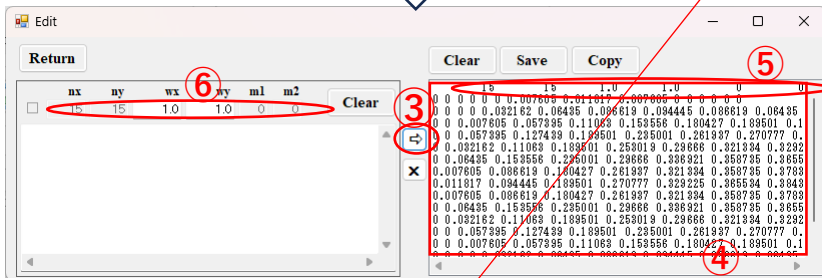 Edit
Return
Clear Save Copy
⑤
⑥
nx ny wx wy m1 m2
15 15 1.0 1.0 0 0
Clear
③
15 15 1.0 1.0 0 0
0 0 0 0 0 0.007605 0.011817 0.007605 0 0 0 0 0 0
0 0 0 0.032162 0.06435 0.086619 0.094445 0.086619 0.06435
0 0 0.007605 0.057395 0.11063 0.153556 0.180427 0.189501 0.1
0 0.057395 0.127439 0.189501 0.235001 0.261937 0.270777 0.
0 0.032162 0.11063 0.189501 0.253019 0.29666 0.321334 0.3292
0 0.06435 0.153556 0.235001 0.29666 0.336921 0.358735 0.3655
0.007605 0.086619 0.180427 0.261937 0.321334 0.358735 0.3783
0.011817 0.094445 0.189501 0.270777 0.329225 0.365534 0.3843
0.007605 0.086619 0.180427 0.261937 0.321334 0.358735 0.3783
0 0.06435 0.153556 0.235001 0.29666 0.336921 0.358735 0.3655
0 0.032162 0.11063 0.189501 0.253019 0.29666 0.321334 0.3292
0 0 0.057395 0.127439 0.189501 0.235001 0.261937 0.270777 0.
0 0 0.007605 0.057395 0.11063 0.153556 0.180427 0.189501 0.1
④